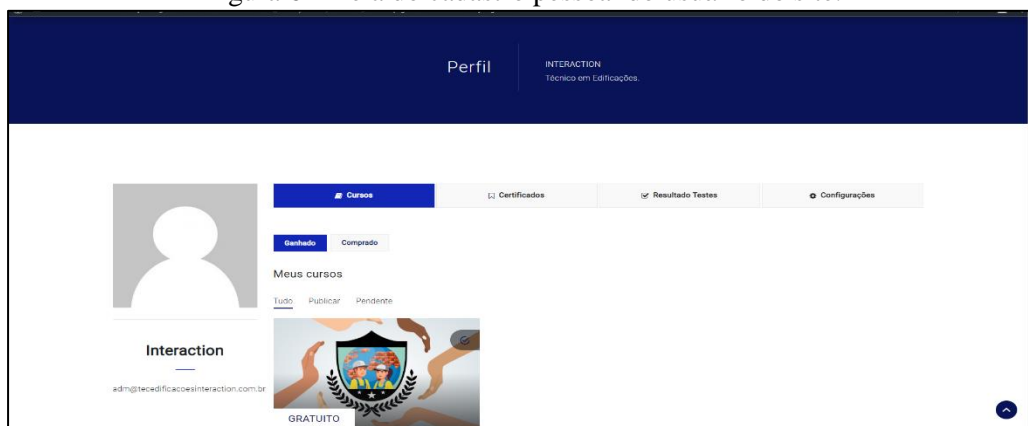 Perfil
INTERACTION
Técnico em Edificações.
Cursos
Certificados
Resultado Testes
Configurações
Ganhado
Comprado
Meus cursos
Tudo Publicar Pendente
Interaction
adm@tecedificacoesinteraction.com.br
GRATUITO